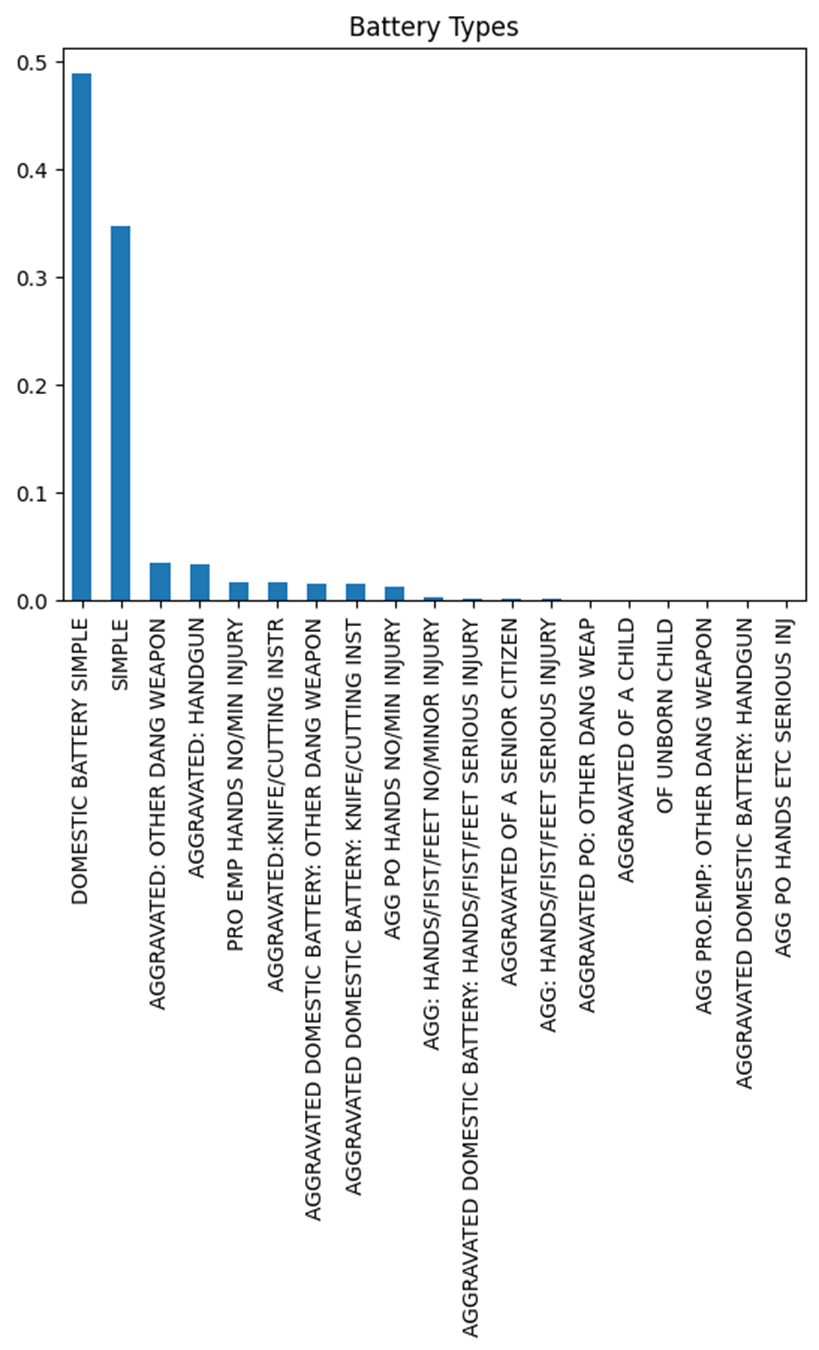 Battery Types
0.5
0.4
0.3
0.2
0.1
0.0
DOMESTIC BATTERY SIMPLE
SIMPLE
AGGRAVATED: OTHER DANG WEAPON
AGGRAVATED: HANDGUN
PRO EMP HANDS NO/MIN INJURY
AGGRAVATED:KNIFE/CUTTING INSTR
AGGRAVATED DOMESTIC BATTERY: OTHER DANG WEAPON
AGGRAVATED DOMESTIC BATTERY: KNIFE/CUTTING INST
AGG PO HANDS NO/MIN INJURY
AGG: HANDS/FIST/FEET NO/MINOR INJURY
AGGRAVATED DOMESTIC BATTERY: HANDS/FIST/FEET SERIOUS INJURY
AGGRAVATED OF A SENIOR CITIZEN
AGG: HANDS/FIST/FEET SERIOUS INJURY
AGGRAVATED PO: OTHER DANG WEAP
AGGRAVATED OF A CHILD
OF UNBORN CHILD
AGG PRO.EMP: OTHER DANG WEAPON
AGGRAVATED DOMESTIC BATTERY: HANDGUN
AGG PO HANDS ETC SERIOUS INJ